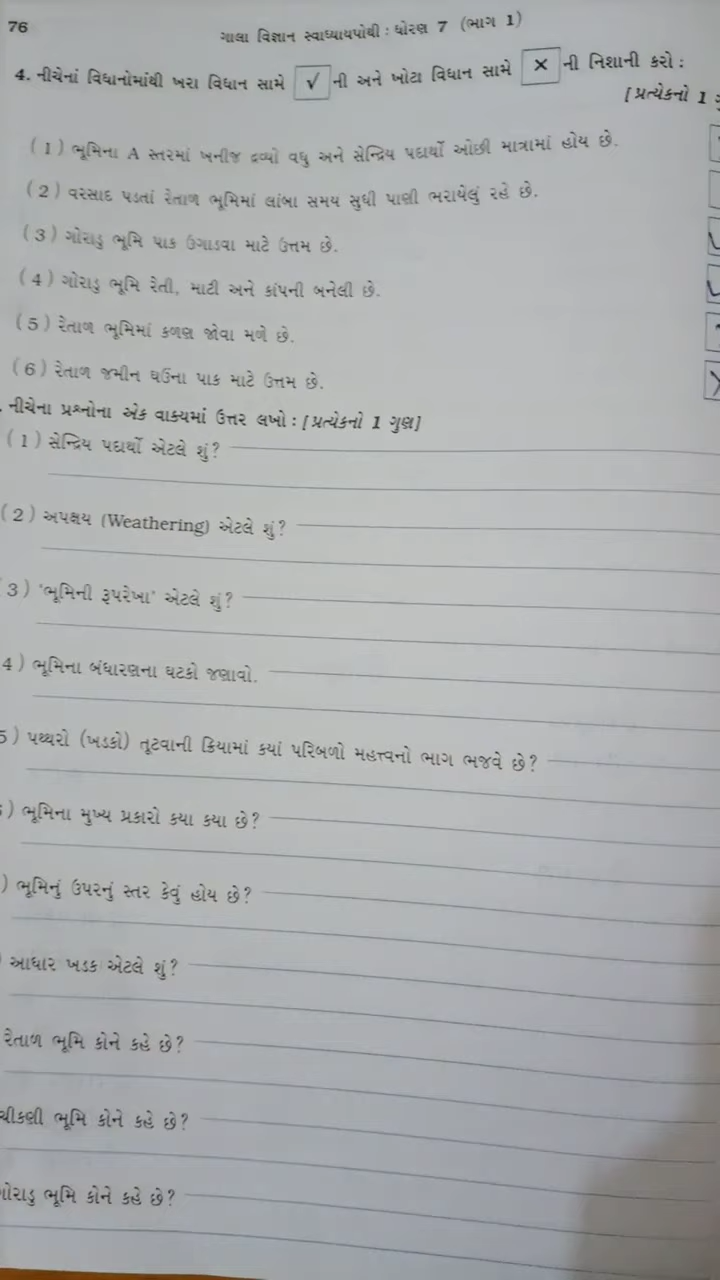 76
ગાલા વિજ્ઞાન સ્વાધ્યાયપોથી : ધોરણ 7 (ભાગ 1)
4. નીચેનાં વિધાનોમાંથી ખરા વિધાન સામે ✓ ની અને ખોટા વિધાન સામે × ની નિશાની કરો :
[પ્રત્યેકનો 1
(1) ભૂમિના A સ્તરમાં ખનીજ દ્રવ્યો વધુ અને સેન્દ્રિય પદાર્થો ઓછી માત્રામાં હોય છે.
(2) વરસાદ પડતાં રેતાળ ભૂમિમાં લાંબા સમય સુધી પાણી ભરાયેલું રહે છે.
(3) ગોરાડુ ભૂમિ પાક ઉગાડવા માટે ઉત્તમ છે.
(4) ગોરાડુ ભૂમિ રેતી, માટી અને કાંપની બનેલી છે.
(5) રેતાળ ભૂમિમાં કળણ જોવા મળે છે.
(6) રેતાળ જમીન ઘઉંના પાક માટે ઉત્તમ છે.
. નીચેના પ્રશ્નોના એક વાક્યમાં ઉત્તર લખો : [પ્રત્યેકનો 1 ગુણ]
(1) સેન્દ્રિય પદાર્થો એટલે શું?
(2) અપક્ષય (Weathering) એટલે શું?
3) 'ભૂમિની રૂપરેખા' એટલે શું?
4) ભૂમિના બંધારણના ઘટકો જણાવો.
5) પથ્થરો (ખડકો) તૂટવાની ક્રિયામાં કયાં પરિબળો મહત્ત્વનો ભાગ ભજવે છે?
) ભૂમિના મુખ્ય પ્રકારો કયા કયા છે?
) ભૂમિનું ઉપરનું સ્તર કેવું હોય છે?
આધાર ખડક એટલે શું?
રેતાળ ભૂમિ કોને કહે છે?
ચીકણી ભૂમિ કોને કહે છે?
ગોરાડુ ભૂમિ કોને કહે છે?